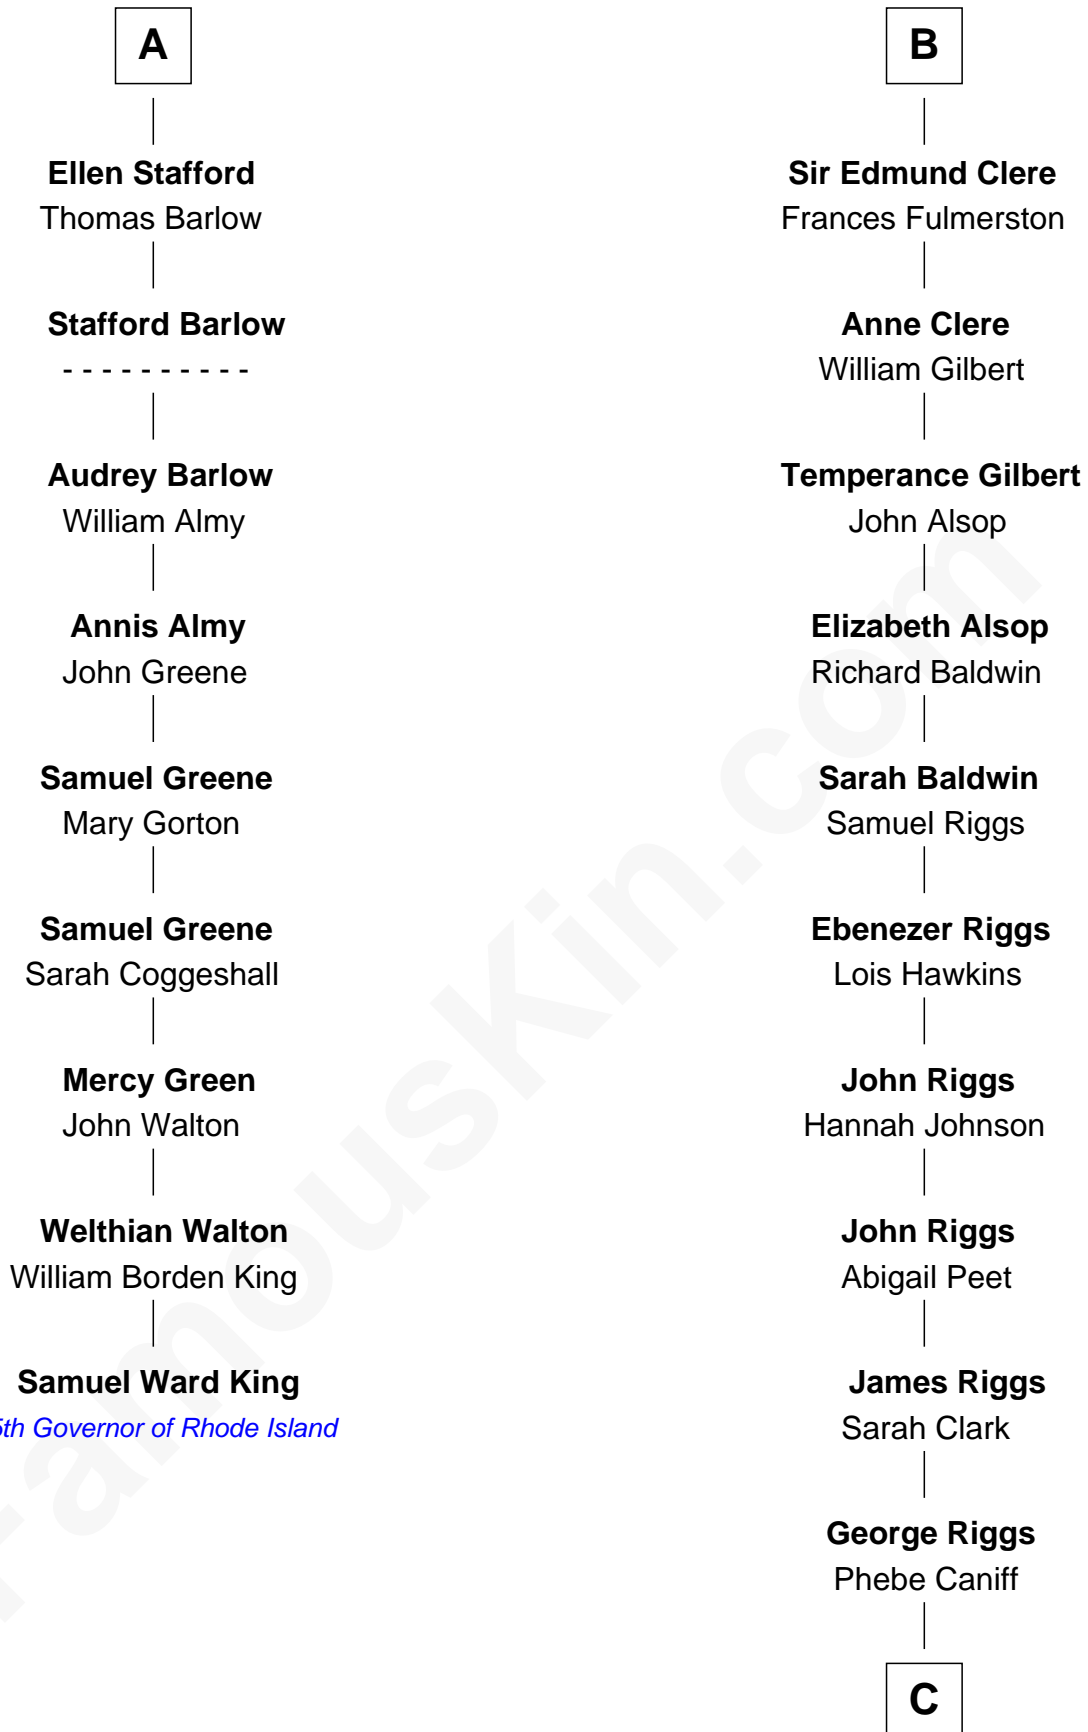 A
Ellen Stafford
Thomas Barlow
Stafford Barlow
- - - - - - - - - -
Audrey Barlow
William Almy
Annis Almy
John Greene
Samuel Greene
Mary Gorton
Samuel Greene
Sarah Coggeshall
Mercy Green
John Walton
Welthian Walton
William Borden King
Samuel Ward King
5th Governor of Rhode Island
B
Sir Edmund Clere
Frances Fulmerston
Anne Clere
William Gilbert
Temperance Gilbert
John Alsop
Elizabeth Alsop
Richard Baldwin
Sarah Baldwin
Samuel Riggs
Ebenezer Riggs
Lois Hawkins
John Riggs
Hannah Johnson
John Riggs
Abigail Peet
James Riggs
Sarah Clark
George Riggs
Phebe Caniff
C
FamousKin.com